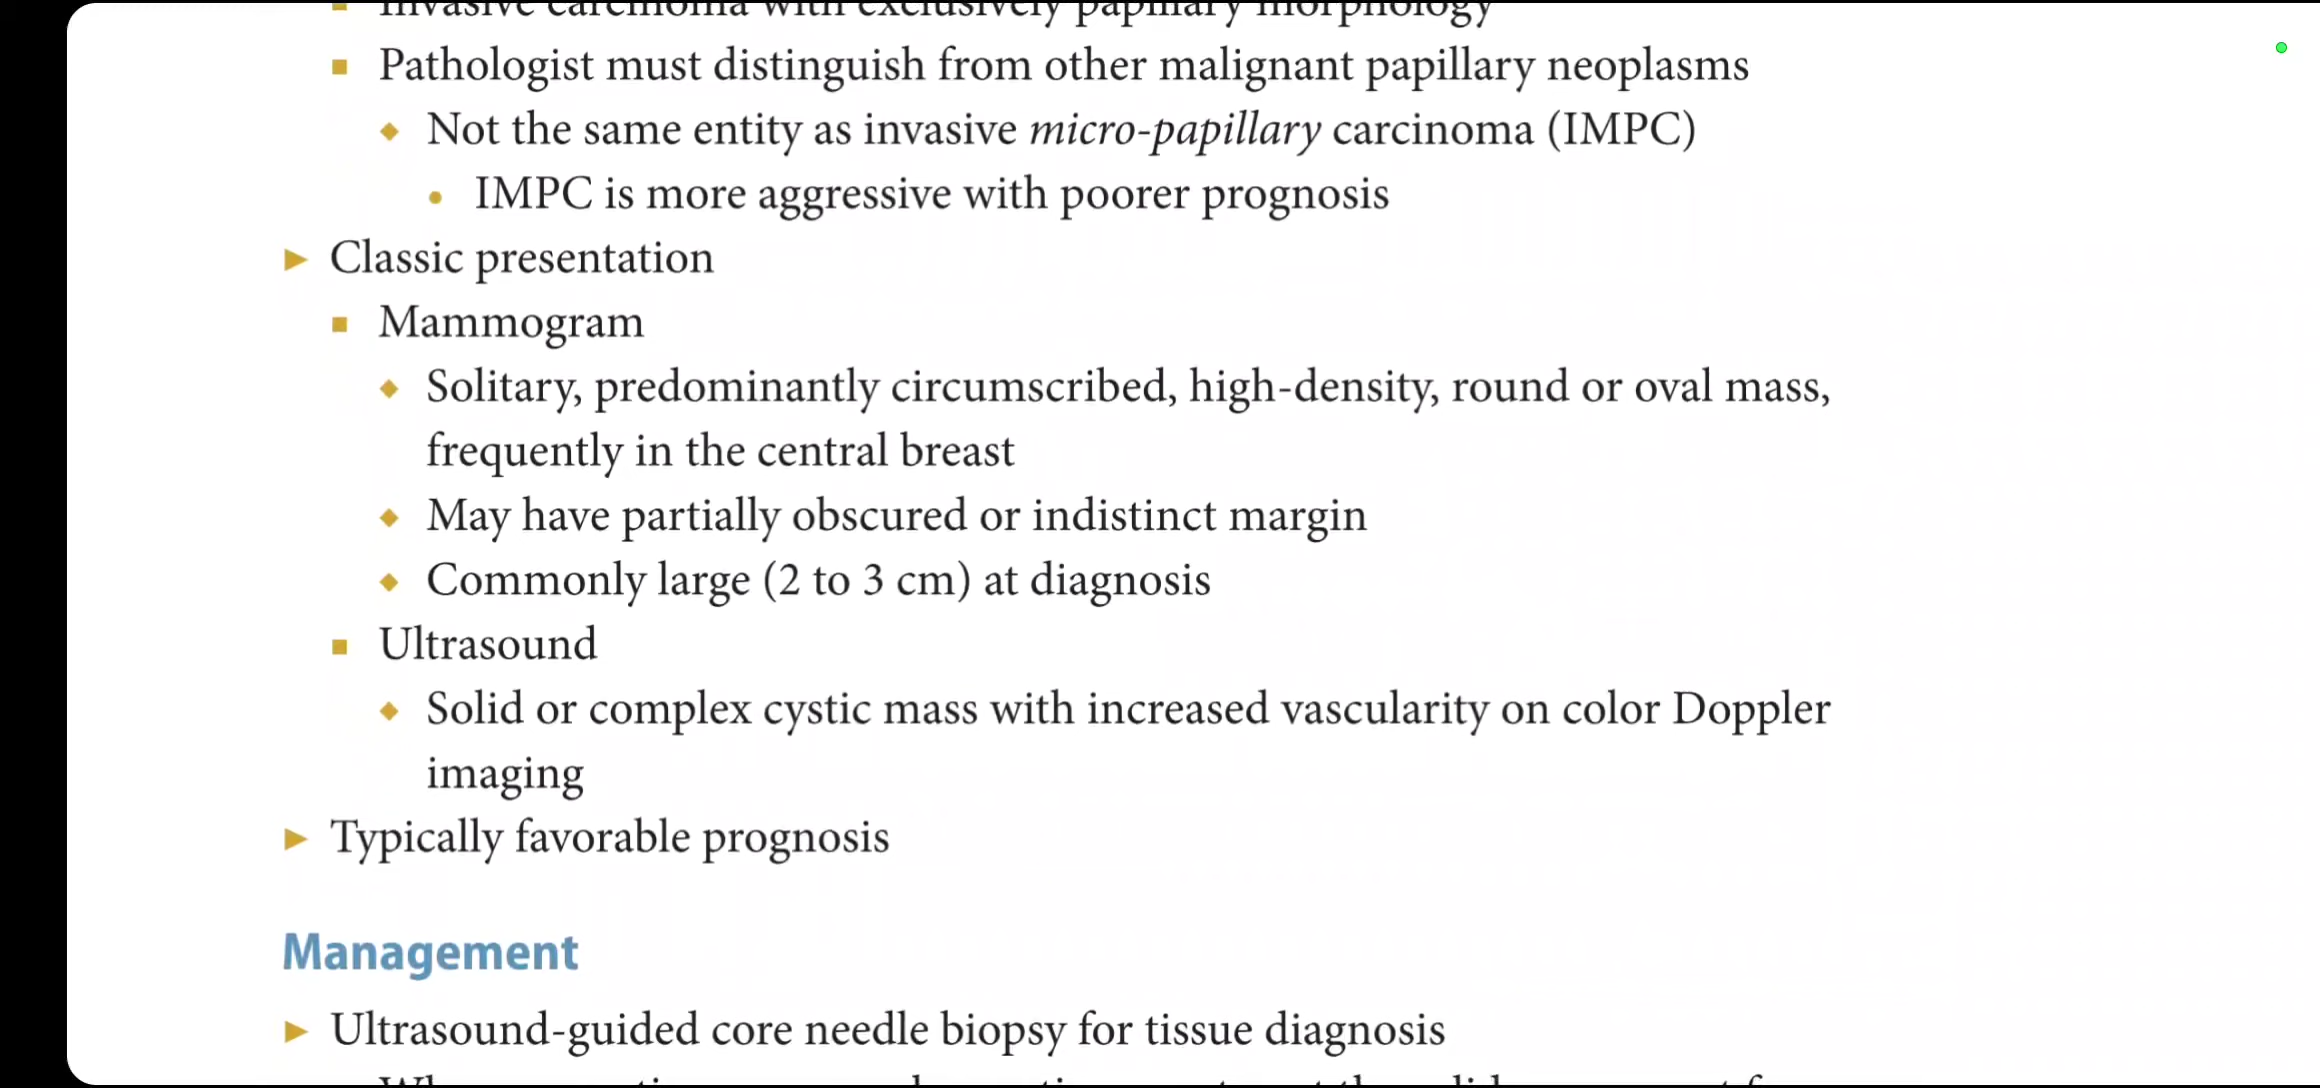 Invasive carcinoma with exclusively papillary morphology
Pathologist must distinguish from other malignant papillary neoplasms
Not the same entity as invasive micro-papillary carcinoma (IMPC)
IMPC is more aggressive with poorer prognosis
Classic presentation
Mammogram
Solitary, predominantly circumscribed, high-density, round or oval mass,
frequently in the central breast
May have partially obscured or indistinct margin
Commonly large (2 to 3 cm) at diagnosis
Ultrasound
Solid or complex cystic mass with increased vascularity on color Doppler
imaging
Typically favorable prognosis
Management
Ultrasound-guided core needle biopsy for tissue diagnosis